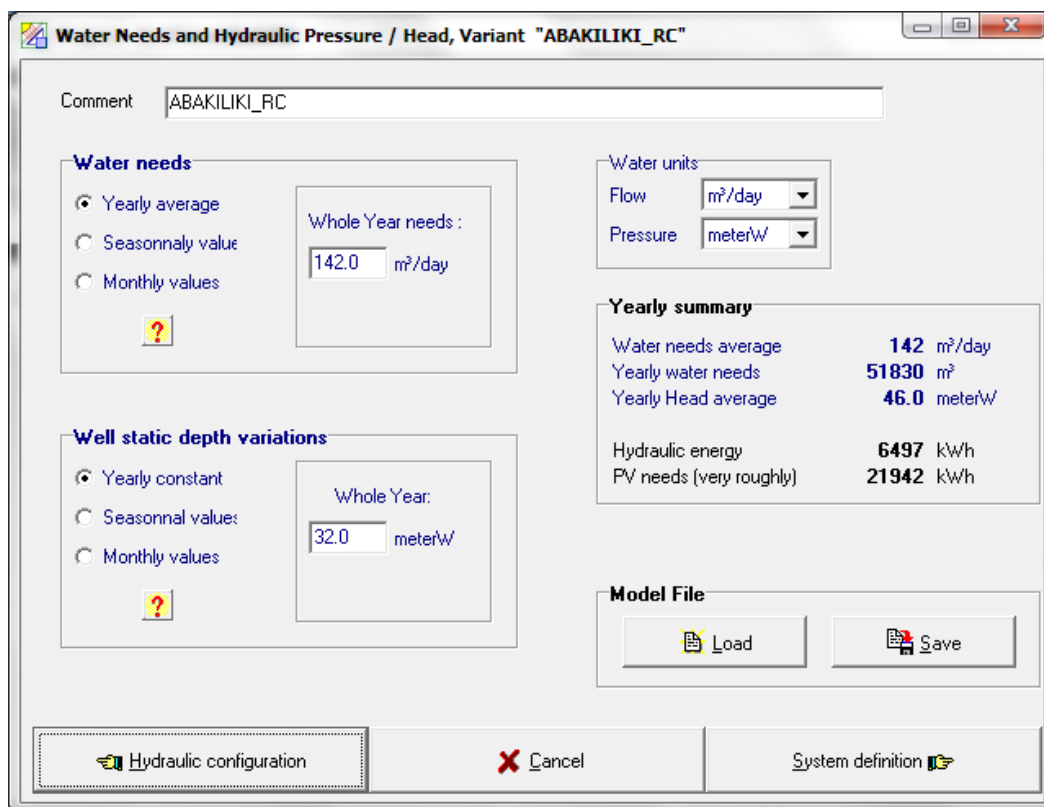 Water Needs and Hydraulic Pressure / Head, Variant "ABAKILIKI_RC"
Comment ABAKILIKI_RC
Water needs
Yearly average
Seasonnaly value
Monthly values
?
Whole Year needs :
142.0 m³/day
Water units
Flow m³/day
Pressure meterW
Yearly summary
Water needs average 142 m³/day
Yearly water needs 51830 m³
Yearly Head average 46.0 meterW
Hydraulic energy 6497 kWh
PV needs (very roughly) 21942 kWh
Well static depth variations
Yearly constant
Seasonnal values
Monthly values
?
Whole Year:
32.0 meterW
Model File
Load
Save
Hydraulic configuration
Cancel
System definition